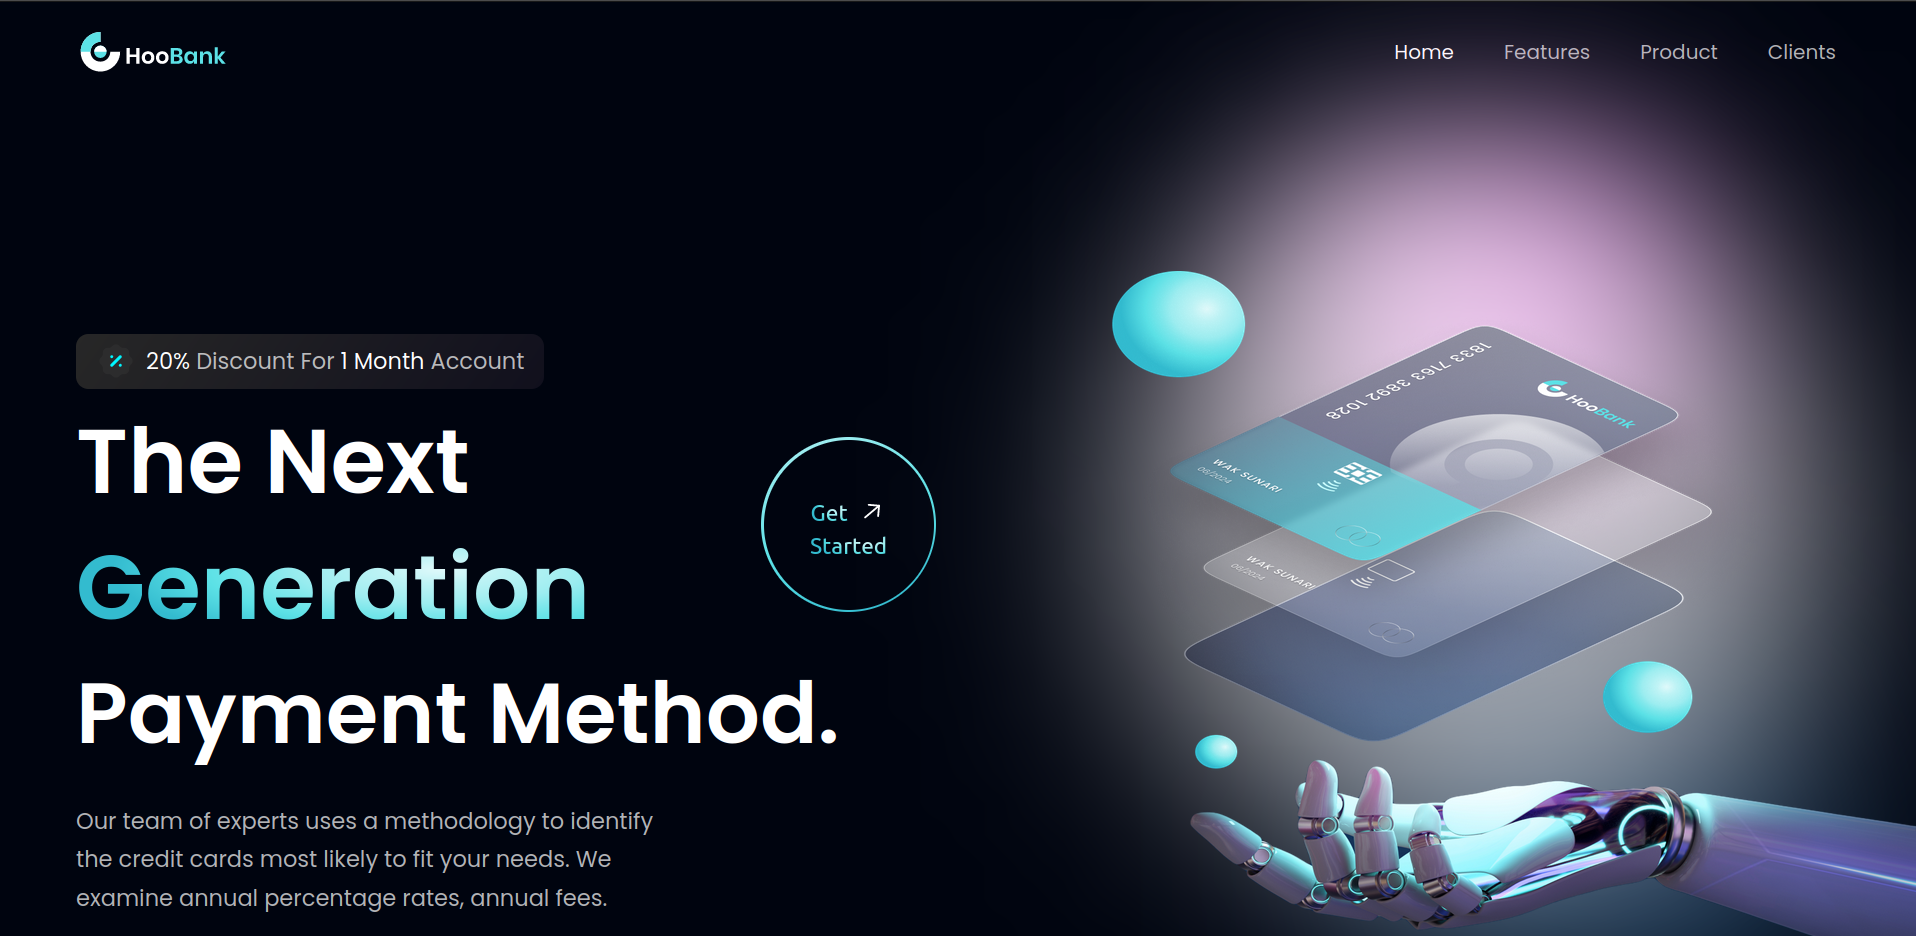 HooBank
Home
Features
Product
Clients
20% Discount For 1 Month Account
The Next
Generation
Payment Method.
Get
Started
Our team of experts uses a methodology to identify
the credit cards most likely to fit your needs. We
examine annual percentage rates, annual fees.
1833 7163 3892 1028
HooBank
WAK SUNARI
06/2024
WAK SUNARI
06/2024